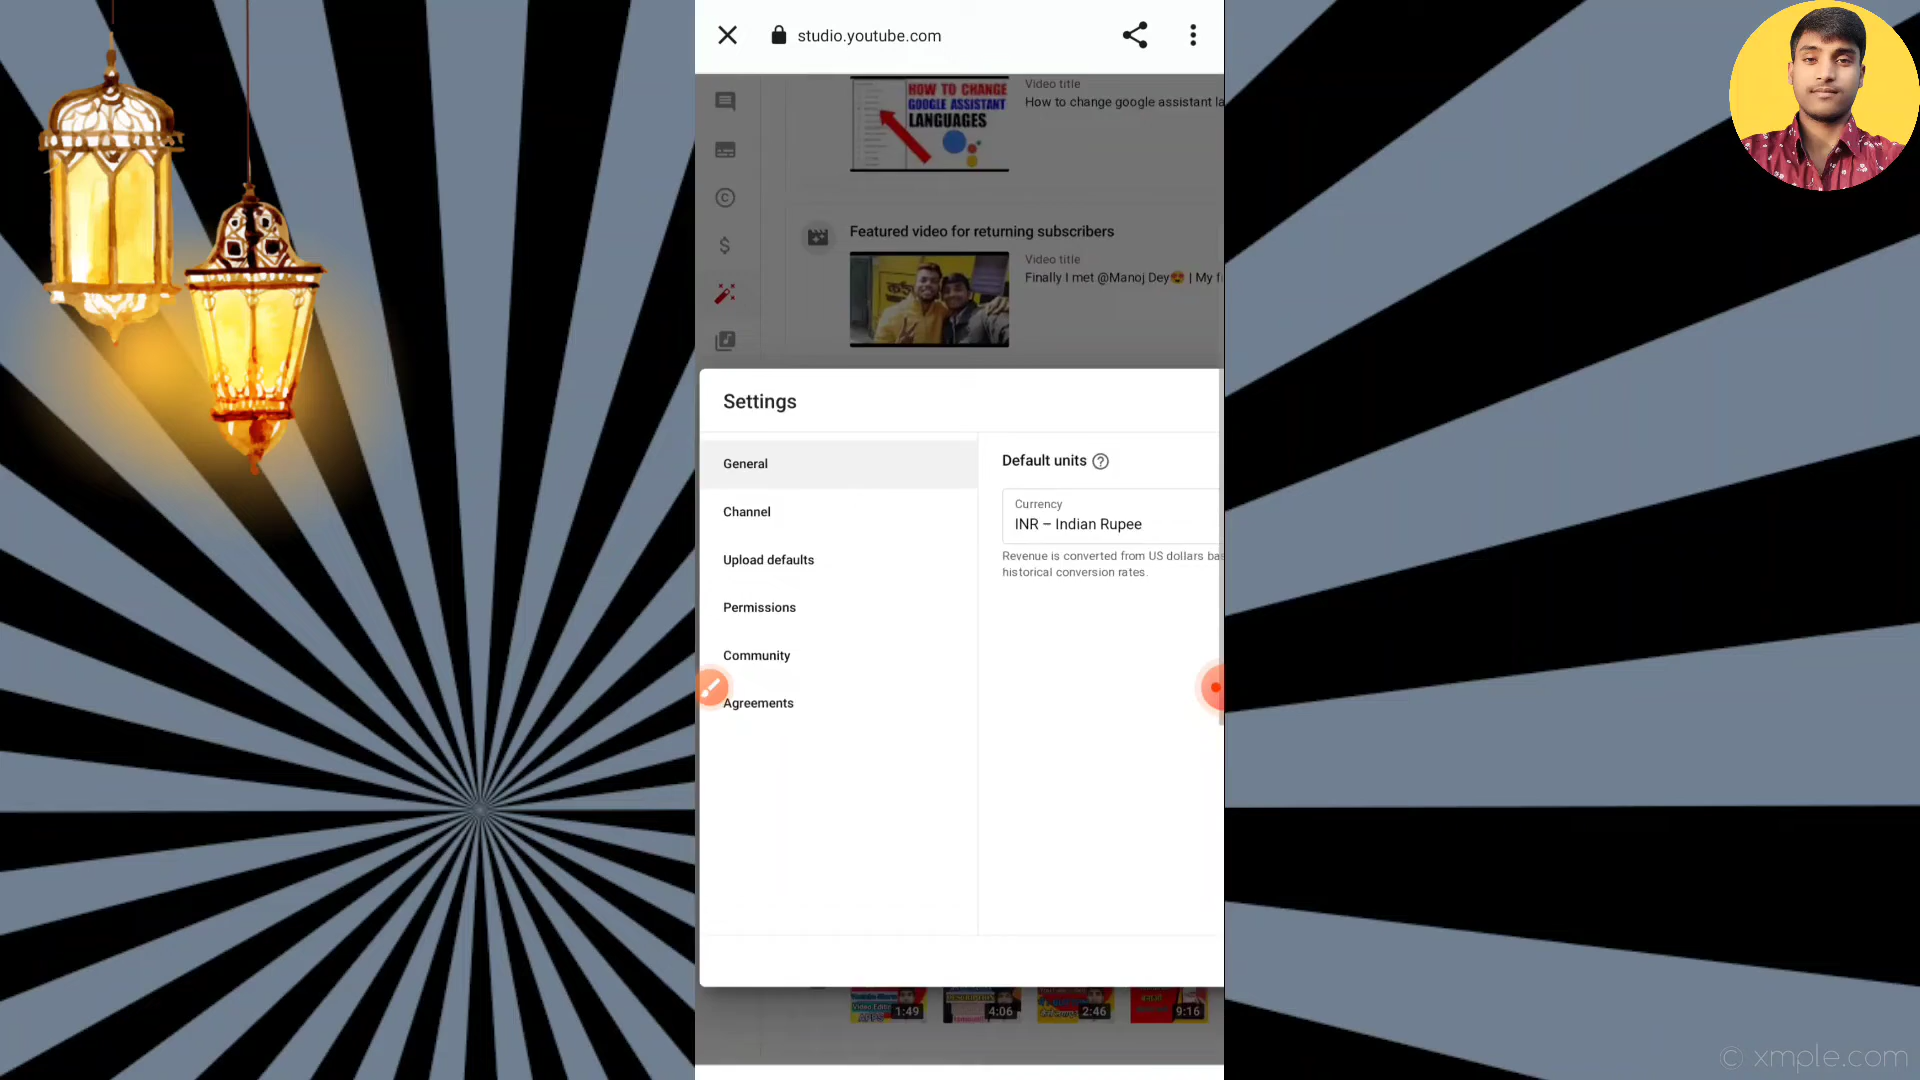 studio.youtube.com
Video title
How to change google assistant la
HOW TO CHANGE
GOOGLE ASSISTANT
LANGUAGES
Featured video for returning subscribers
Video title
Finally I met @Manoj Dey😍 | My f
Settings
General
Channel
Upload defaults
Permissions
Community
Agreements
Default units
Currency
INR – Indian Rupee
Revenue is converted from US dollars ba
historical conversion rates.
1:49
4:06
2:46
9:16
© xmple.com